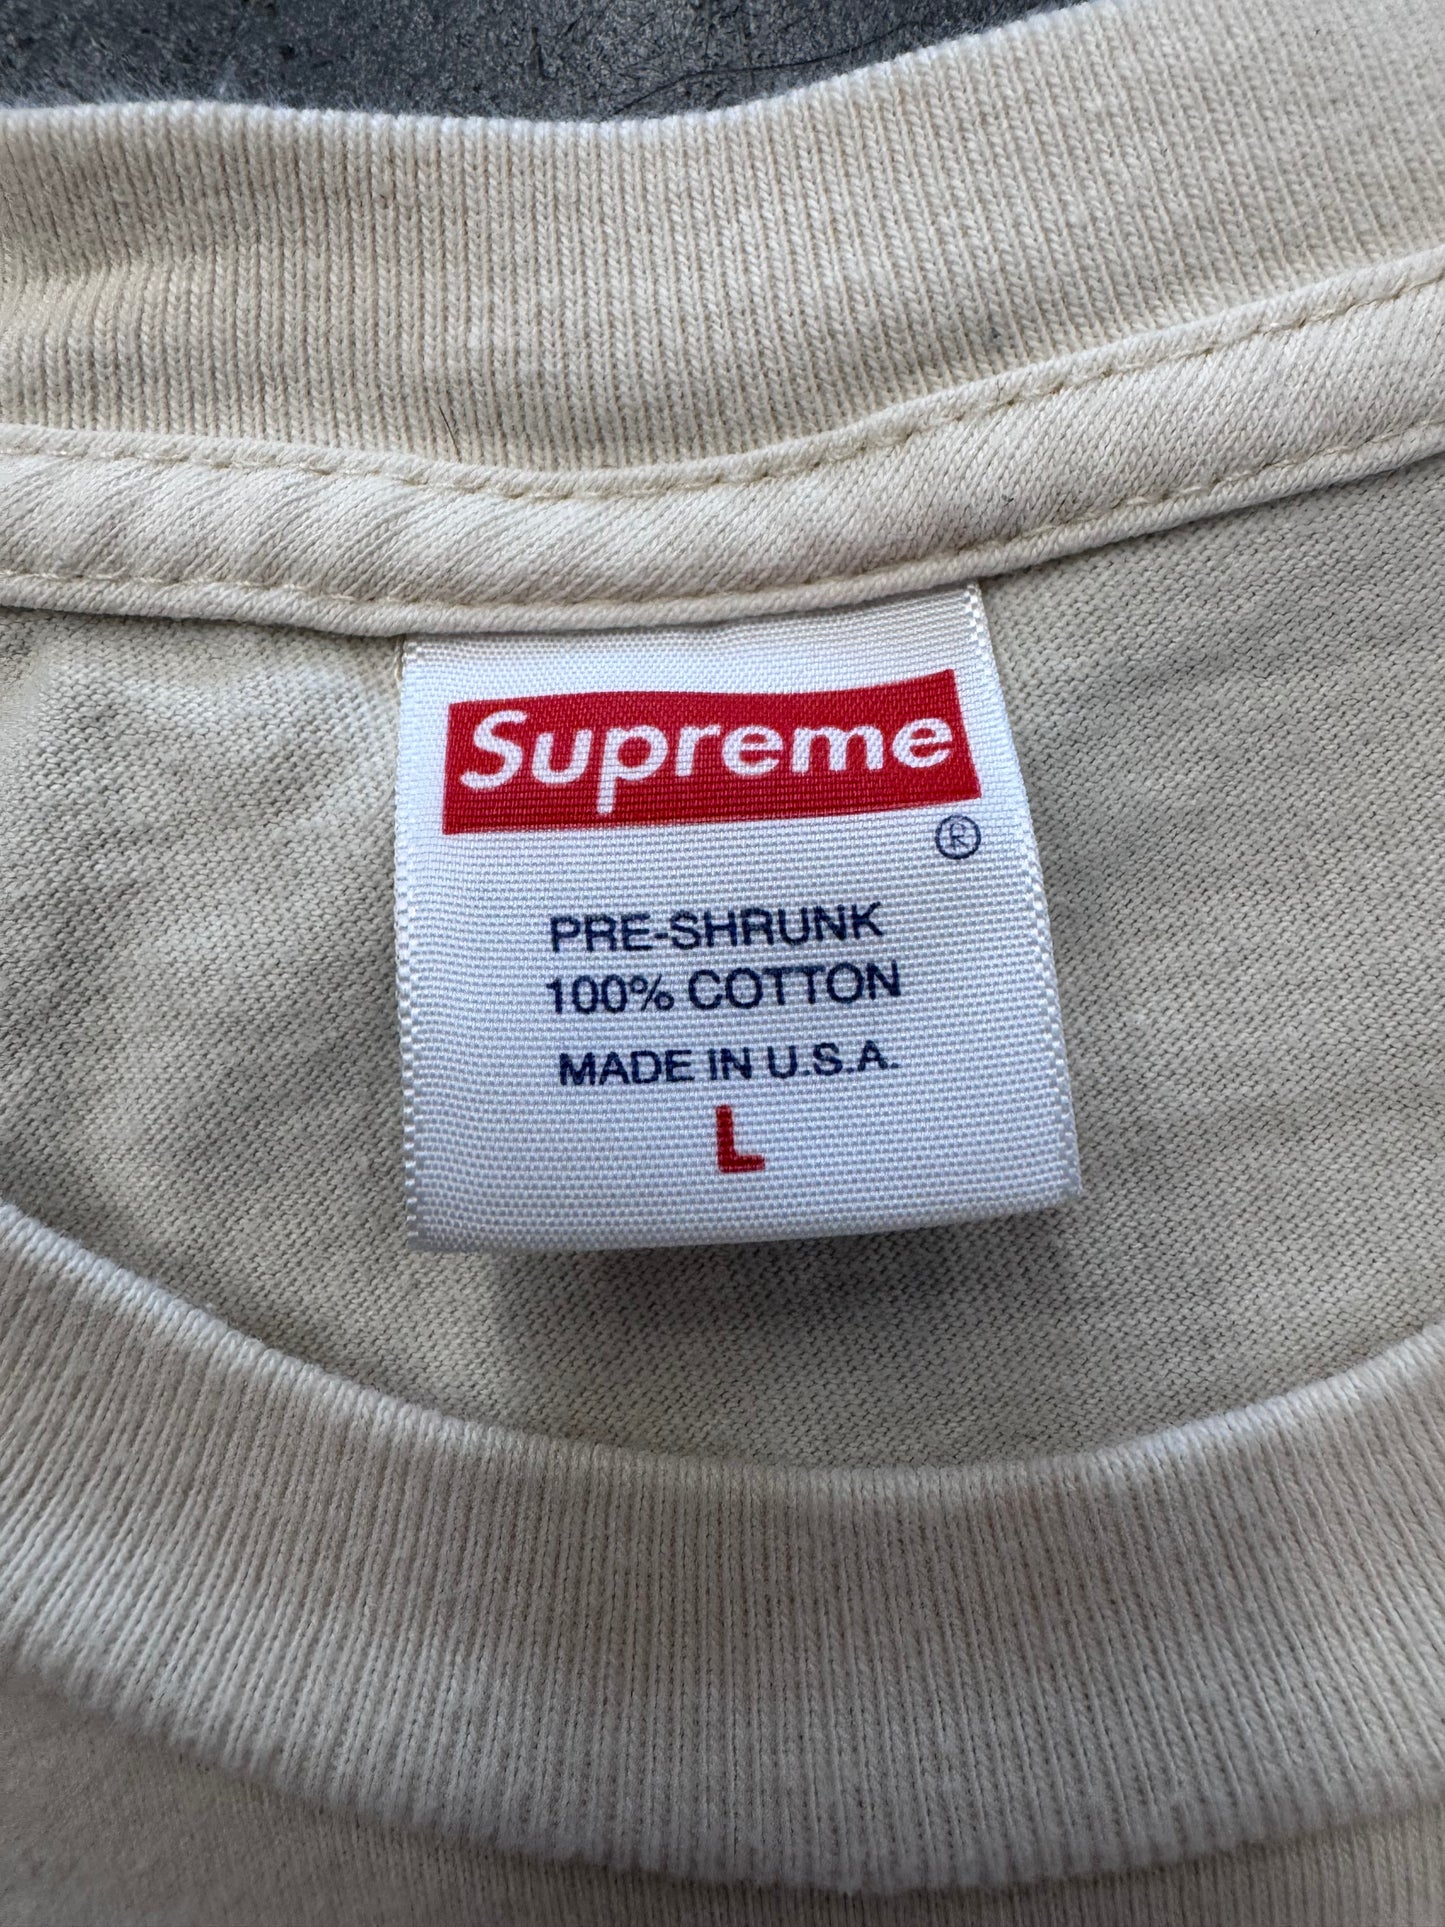 Supreme
®
PRE-SHRUNK
100% COTTON
MADE IN U.S.A.
L